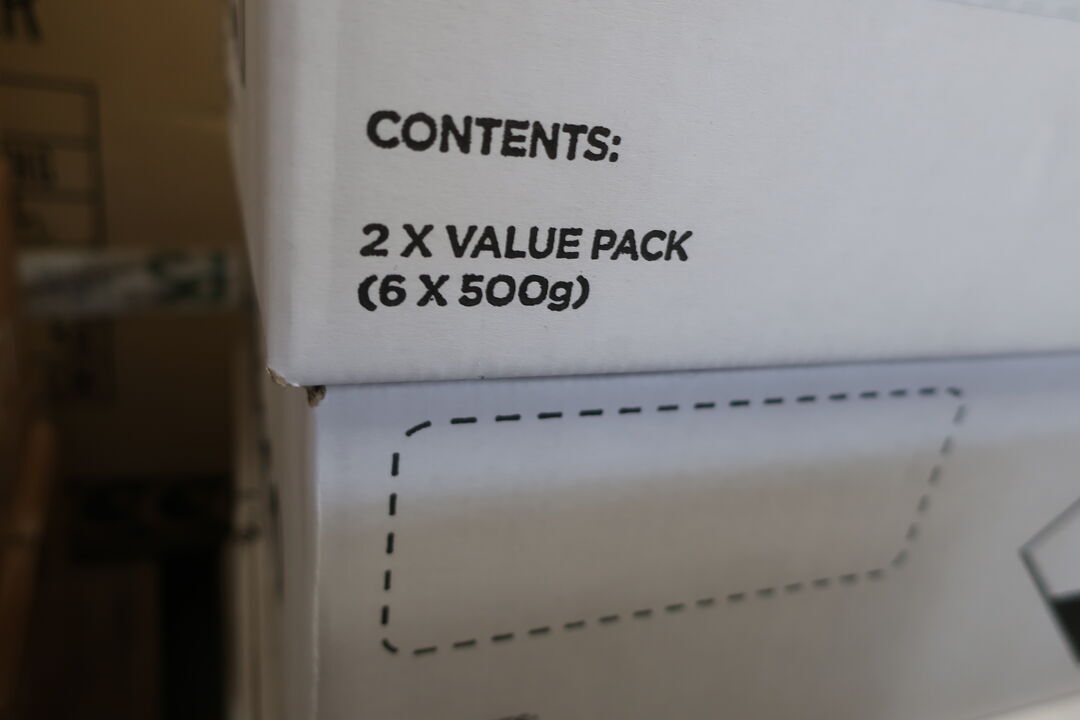 CONTENTS:
2 X VALUE PACK
(6 X 500g)